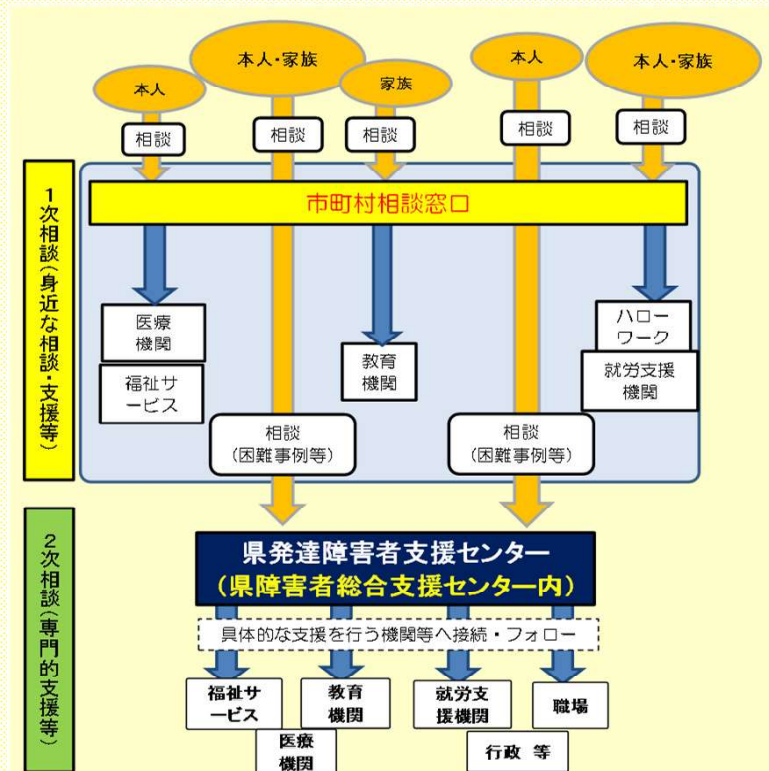 本人
本人・家族
家族
本人
本人・家族
相談
相談
相談
相談
相談
1次相談(身近な相談・支援等)
市町村相談窓口
医療
機関
福祉サ
ービス
教育
機関
ハロー
ワーク
就労支援
機関
相談
(困難事例等)
相談
(困難事例等)
2次相談(専門的支援等)
県発達障害者支援センター
(県障害者総合支援センター内)
具体的な支援を行う機関等へ接続・フォロー
福祉サ
ービス
医療
機関
教育
機関
就労支
援機関
行政 等
職場